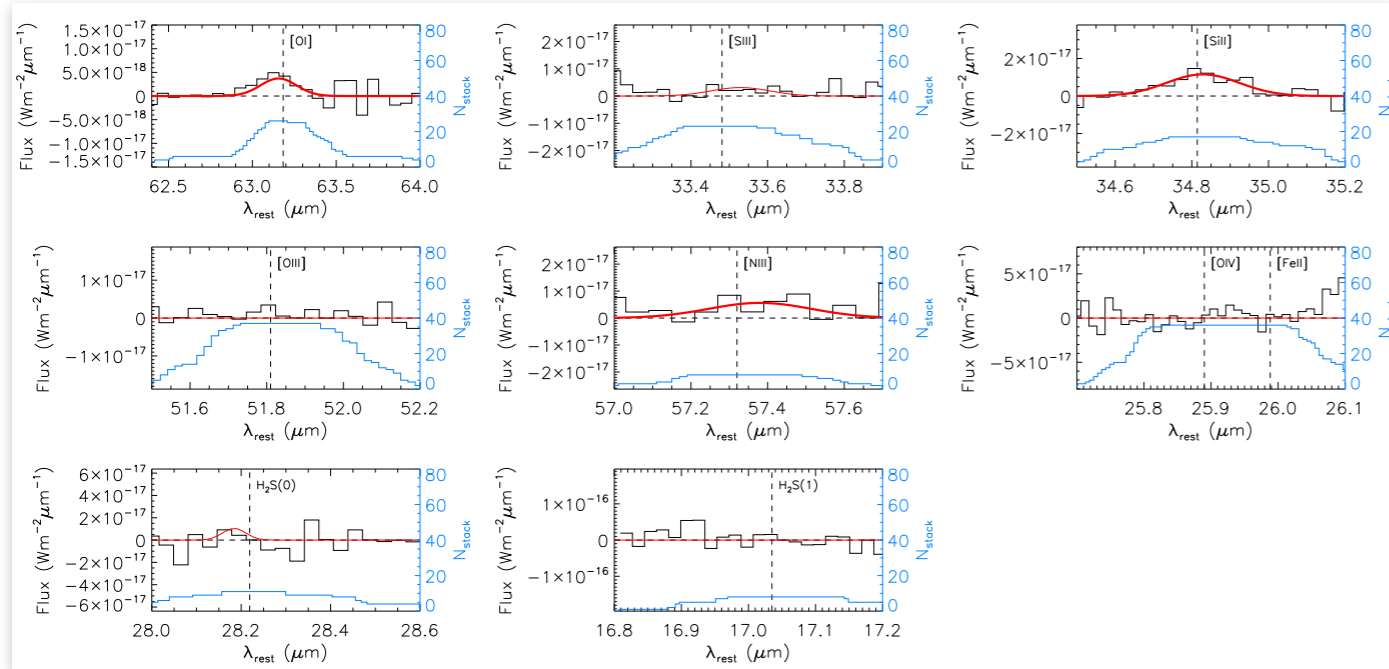 [OI]
1.5×10⁻¹⁷
1.0×10⁻¹⁷
5.0×10⁻¹⁸
0
−5.0×10⁻¹⁸
−1.0×10⁻¹⁷
−1.5×10⁻¹⁷
Flux (Wm⁻²μm⁻¹)
80
60
40
20
0
N_stack
62.5 63.0 63.5 64.0
λ_rest (μm)
[SIII]
2×10⁻¹⁷
1×10⁻¹⁷
0
−1×10⁻¹⁷
−2×10⁻¹⁷
Flux (Wm⁻²μm⁻¹)
80
60
40
20
0
N_stack
33.4 33.6 33.8
λ_rest (μm)
[SiII]
2×10⁻¹⁷
0
−2×10⁻¹⁷
Flux (Wm⁻²μm⁻¹)
80
60
40
20
0
34.6 34.8 35.0 35.2
λ_rest (μm)
[OIII]
1×10⁻¹⁷
0
−1×10⁻¹⁷
Flux (Wm⁻²μm⁻¹)
80
60
40
20
0
N_stack
51.6 51.8 52.0 52.2
λ_rest (μm)
[NIII]
2×10⁻¹⁷
1×10⁻¹⁷
0
−1×10⁻¹⁷
−2×10⁻¹⁷
Flux (Wm⁻²μm⁻¹)
80
60
40
20
0
N_stack
57.0 57.2 57.4 57.6
λ_rest (μm)
[OIV] [FeII]
5×10⁻¹⁷
0
−5×10⁻¹⁷
Flux (Wm⁻²μm⁻¹)
80
60
40
20
0
25.8 25.9 26.0 26.1
λ_rest (μm)
H₂S(0)
6×10⁻¹⁷
4×10⁻¹⁷
2×10⁻¹⁷
0
−2×10⁻¹⁷
−4×10⁻¹⁷
−6×10⁻¹⁷
Flux (Wm⁻²μm⁻¹)
80
60
40
20
0
N_stack
28.0 28.2 28.4 28.6
λ_rest (μm)
H₂S(1)
1×10⁻¹⁶
0
−1×10⁻¹⁶
Flux (Wm⁻²μm⁻¹)
80
60
40
20
0
N_stack
16.8 16.9 17.0 17.1 17.2
λ_rest (μm)